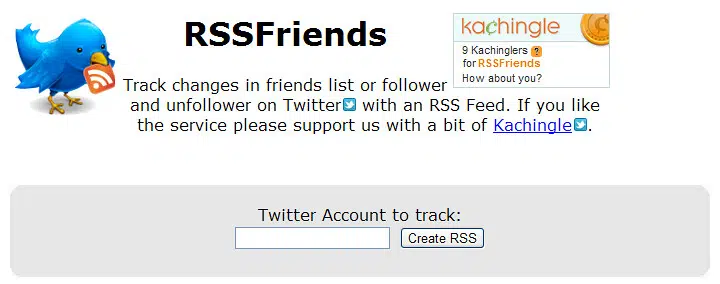 RSSFriends
kachingle
9 Kachinglers ?
for RSSFriends
How about you?
Track changes in friends list or follower
and unfollower on Twitter with an RSS Feed. If you like
the service please support us with a bit of Kachingle.
Twitter Account to track:
Create RSS